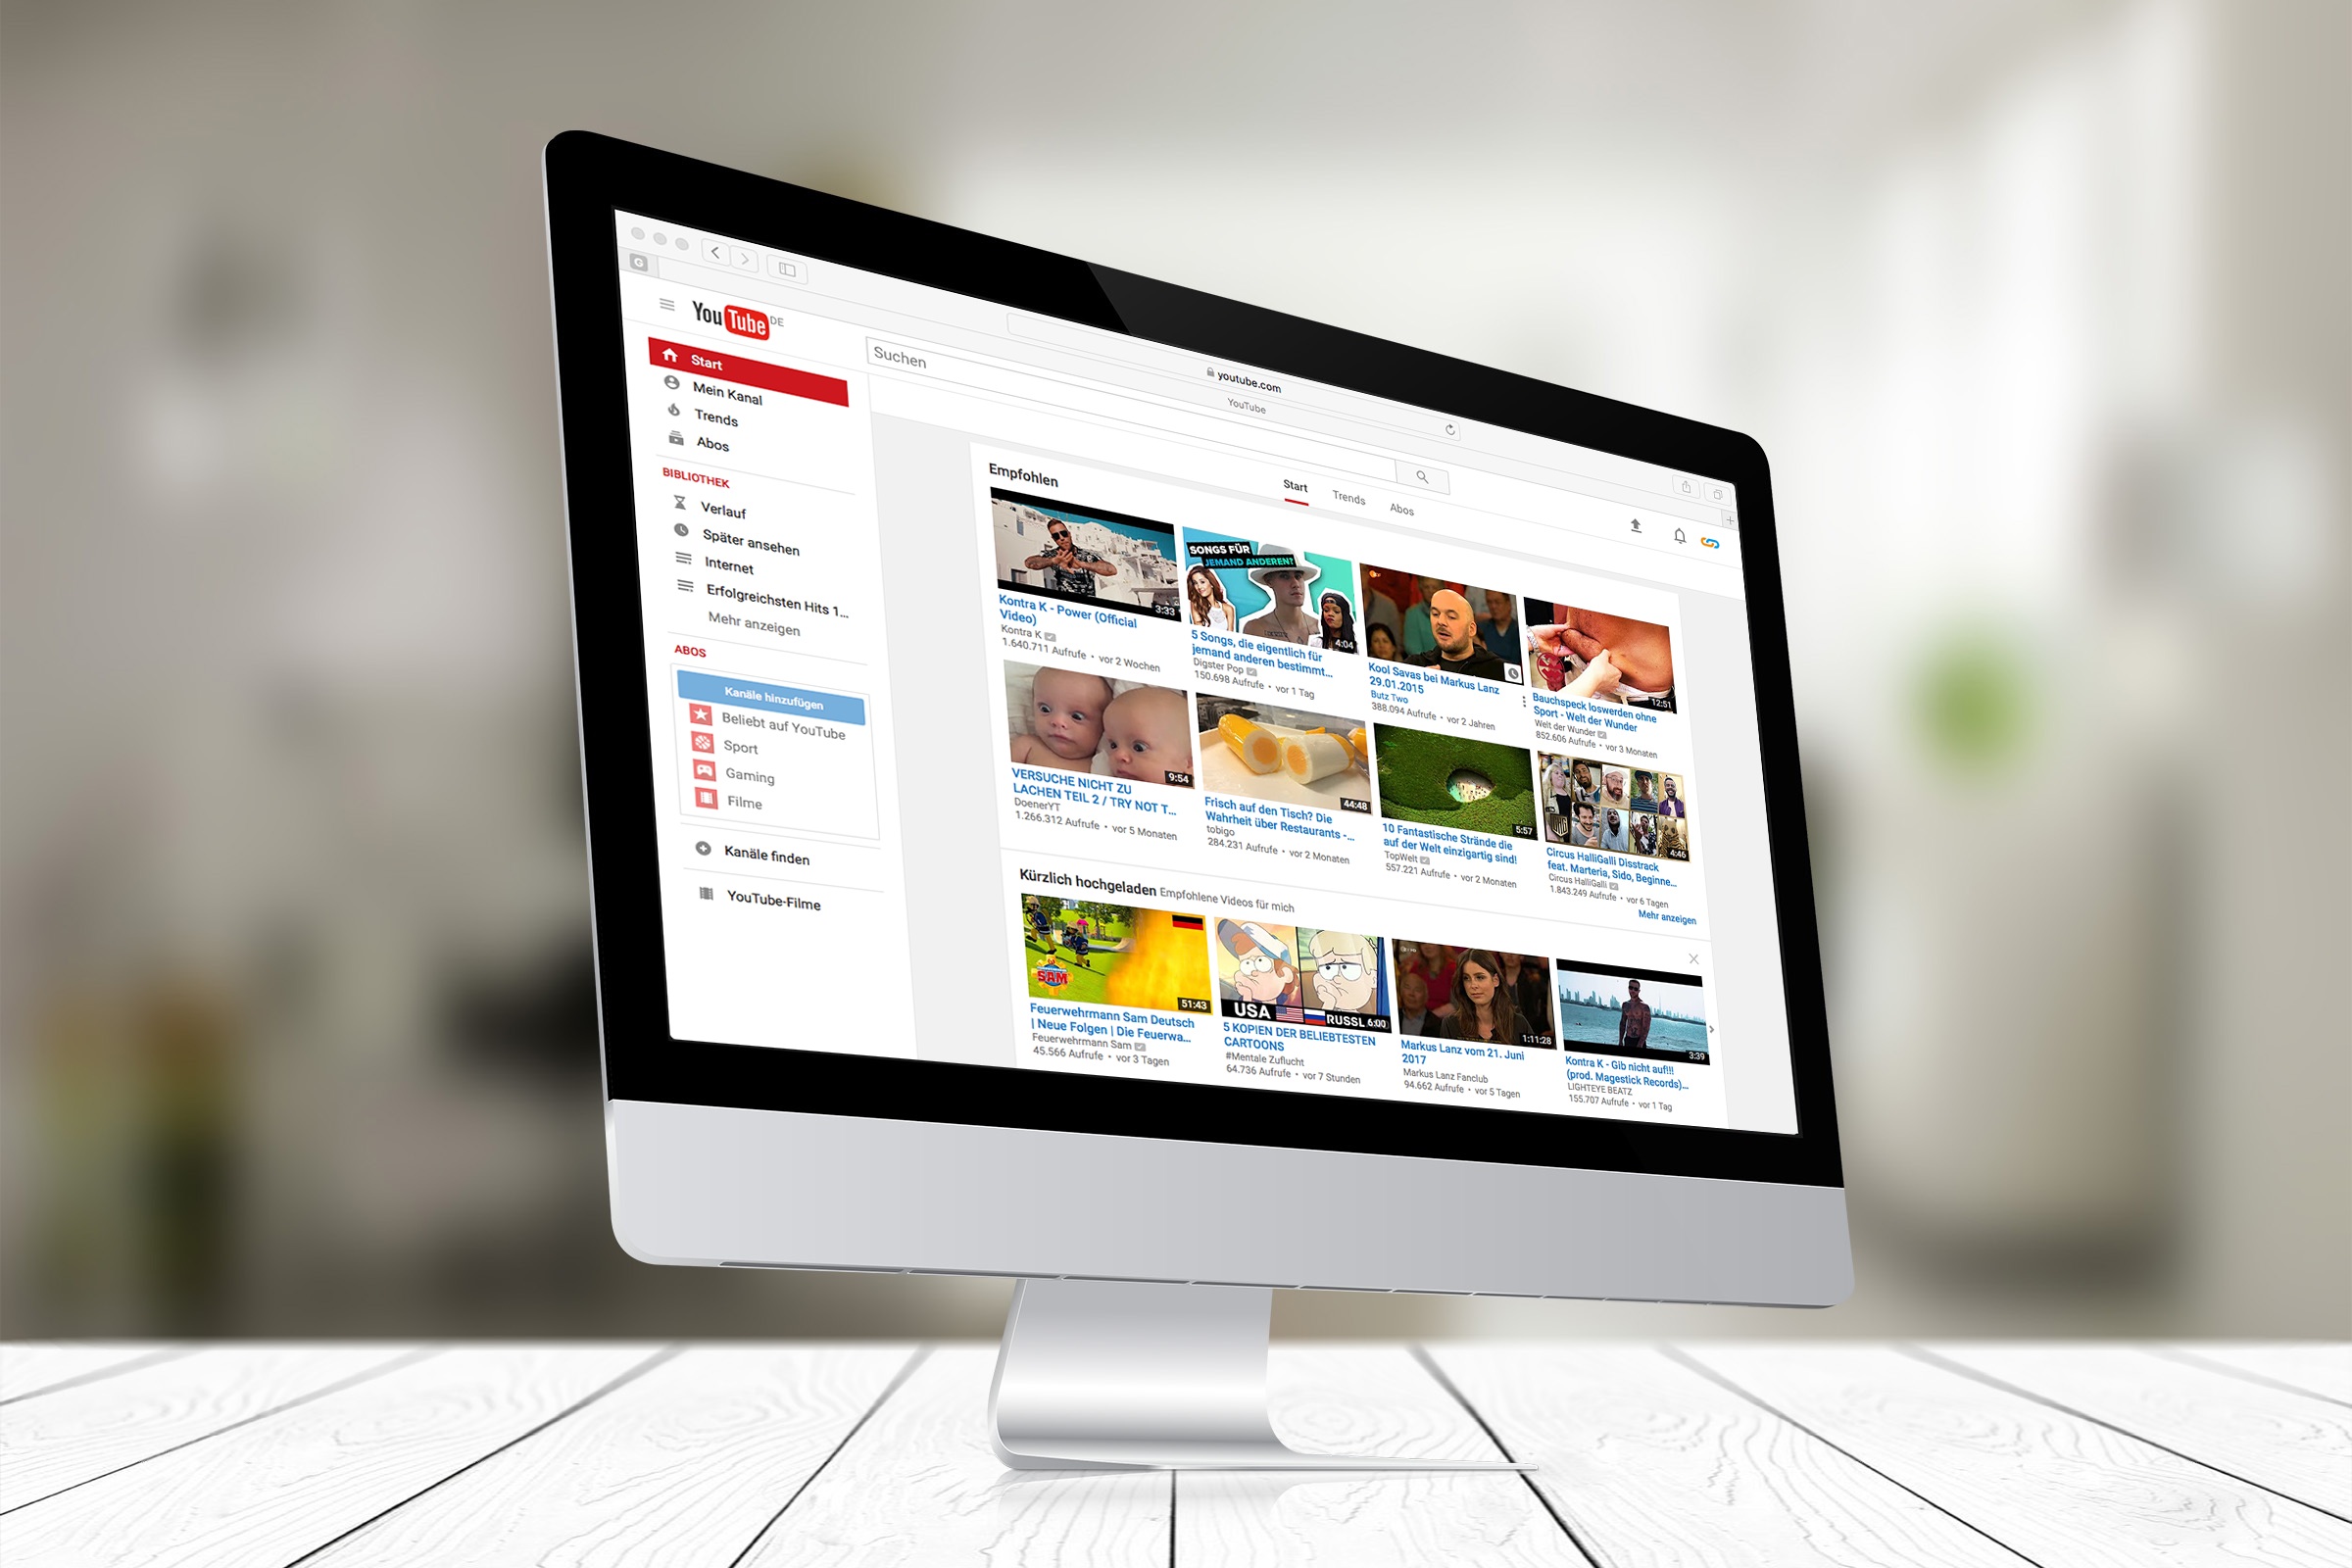 G
youtube.com
YouTube
YouTube DE
Suchen
Start
Mein Kanal
Trends
Abos
BIBLIOTHEK
Verlauf
Später ansehen
Internet
Erfolgreichsten Hits 1...
Mehr anzeigen
ABOS
Kanäle hinzufügen
Beliebt auf YouTube
Sport
Gaming
Filme
Kanäle finden
YouTube-Filme
Start
Trends
Abos
Empfohlen
3:33
Kontra K - Power (Official
Video)
Kontra K
1.640.711 Aufrufe • vor 2 Wochen
SONGS FÜR
JEMAND ANDEREN?
4:04
5 Songs, die eigentlich für
jemand anderen bestimmt...
Digster Pop
150.698 Aufrufe • vor 1 Tag
Kool Savas bei Markus Lanz
29.01.2015
Butz Two
388.094 Aufrufe • vor 2 Jahren
12:51
Bauchspeck loswerden ohne
Sport - Welt der Wunder
Welt der Wunder
852.606 Aufrufe • vor 3 Monaten
9:54
VERSUCHE NICHT ZU
LACHEN TEIL 2 / TRY NOT T...
DoenerYT
1.266.312 Aufrufe • vor 5 Monaten
44:48
Frisch auf den Tisch? Die
Wahrheit über Restaurants -...
tobigo
284.231 Aufrufe • vor 2 Monaten
5:57
10 Fantastische Strände die
auf der Welt einzigartig sind!
TopWelt
557.221 Aufrufe • vor 2 Monaten
4:46
Circus HalliGalli Disstrack
feat. Marteria, Sido, Beginne...
Circus HalliGalli
1.843.249 Aufrufe • vor 6 Tagen
Mehr anzeigen
Kürzlich hochgeladen Empfohlene Videos für mich
SAM
51:43
Feuerwehrmann Sam Deutsch
| Neue Folgen | Die Feuerwa...
Feuerwehrmann Sam
45.566 Aufrufe • vor 3 Tagen
USA
RUSSL
6:00
5 KOPIEN DER BELIEBTESTEN
CARTOONS
#Mentale Zuflucht
64.736 Aufrufe • vor 7 Stunden
1:11:28
Markus Lanz vom 21. Juni
2017
Markus Lanz Fanclub
94.662 Aufrufe • vor 5 Tagen
3:39
Kontra K - Gib nicht auf!!!
(prod. Magestick Records)...
LIGHTEYE BEATZ
155.707 Aufrufe • vor 1 Tag